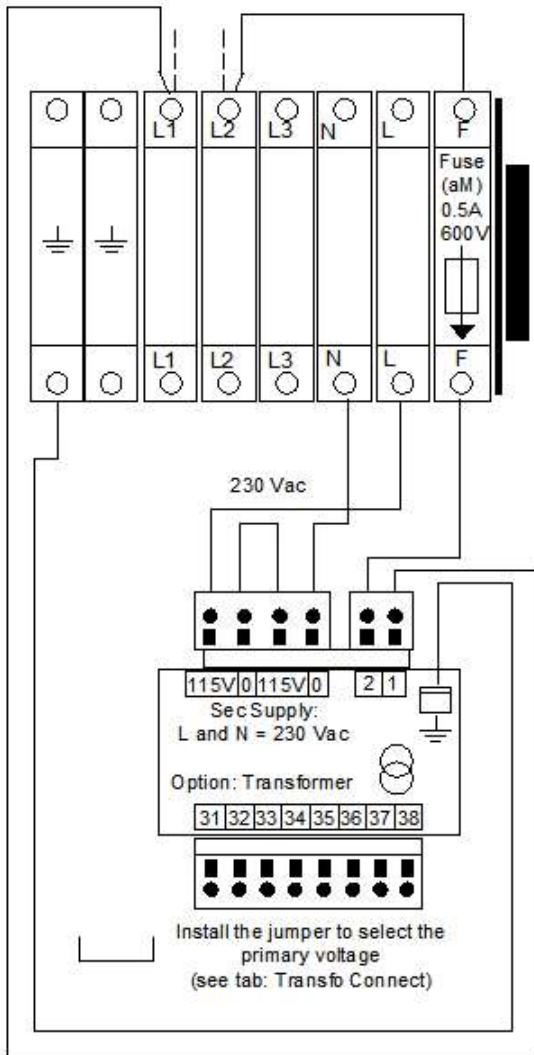 L1 L2 L3 N L F
Fuse
(aM)
0.5A
600V
L1 L2 L3 N L F
230 Vac
115V 0 115V 0 2 1
Sec Supply:
L and N = 230 Vac
Option: Transformer
31 32 33 34 35 36 37 38
Install the jumper to select the
primary voltage
(see tab: Transfo Connect)